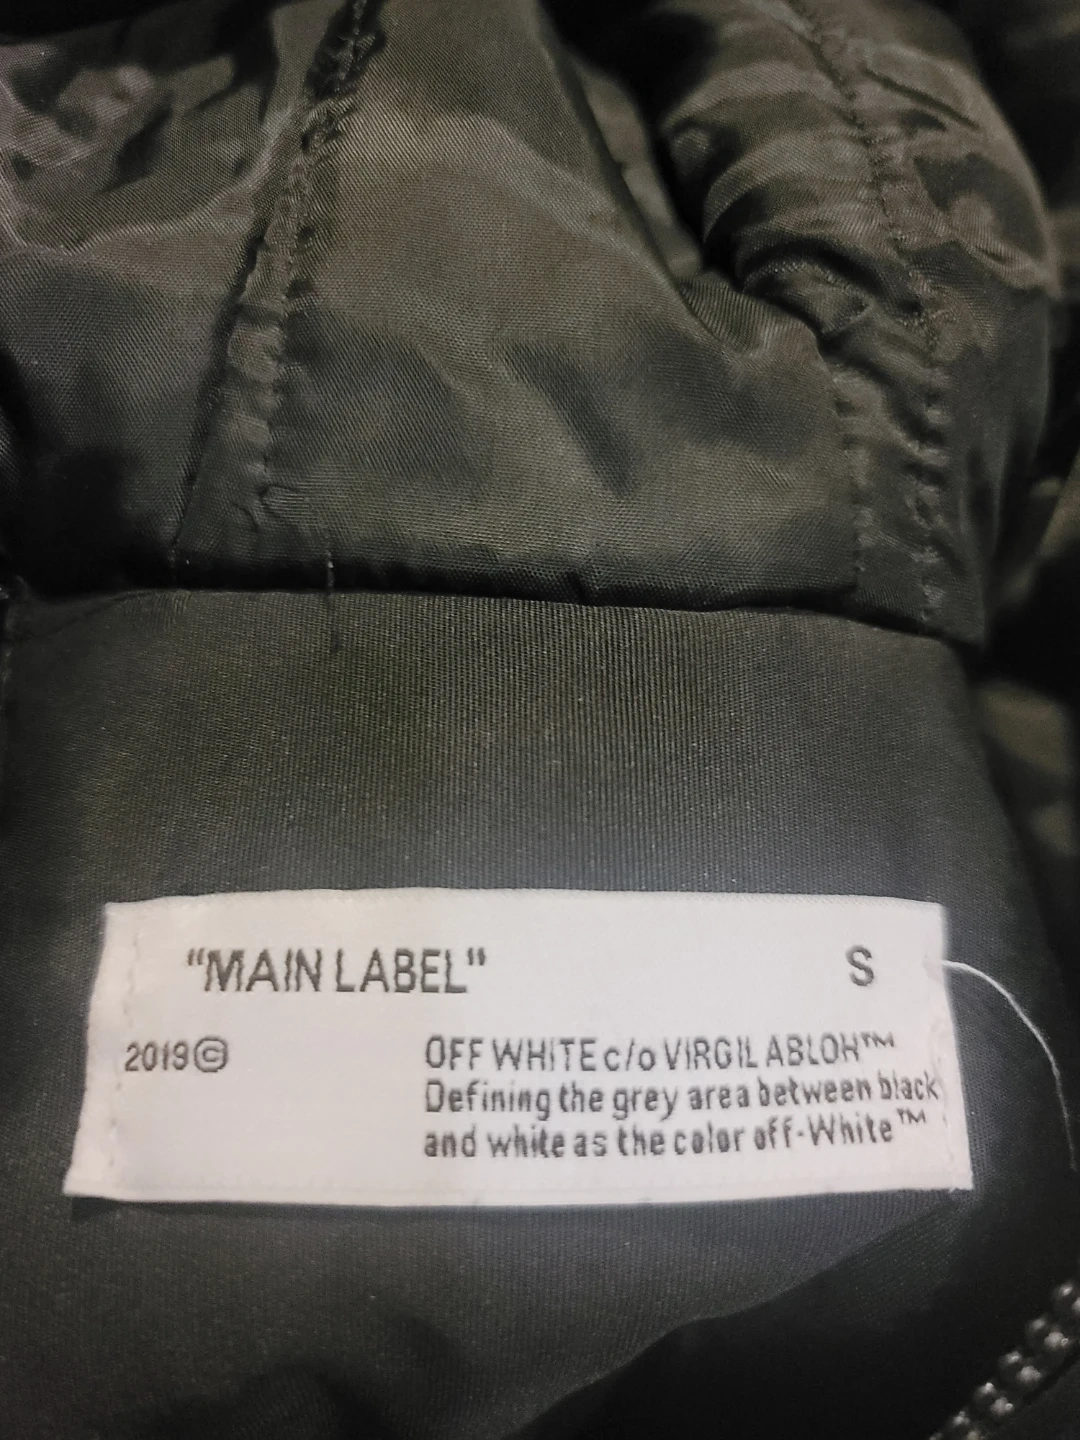 "MAIN LABEL" S
2019© OFF WHITE c/o VIRGIL ABLOH™
Defining the grey area between black
and white as the color off-White™